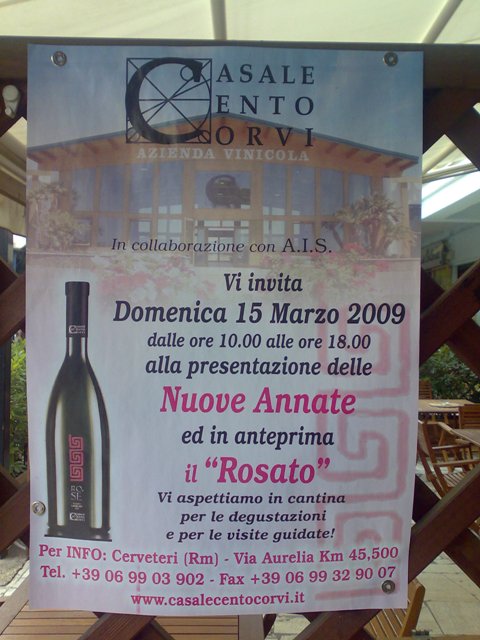 CASALE
CENTO
CORVI
AZIENDA VINICOLA
In collaborazione con A.I.S.
Vi invita
Domenica 15 Marzo 2009
dalle ore 10.00 alle ore 18.00
alla presentazione delle
Nuove Annate
ed in anteprima
il “Rosato”
Vi aspettiamo in cantina
per le degustazioni
e per le visite guidate!
Per INFO: Cerveteri (Rm) - Via Aurelia Km 45,500
Tel. +39 06 99 03 902 - Fax +39 06 99 32 90 07
www.casalecentocorvi.it
RO
SÉ